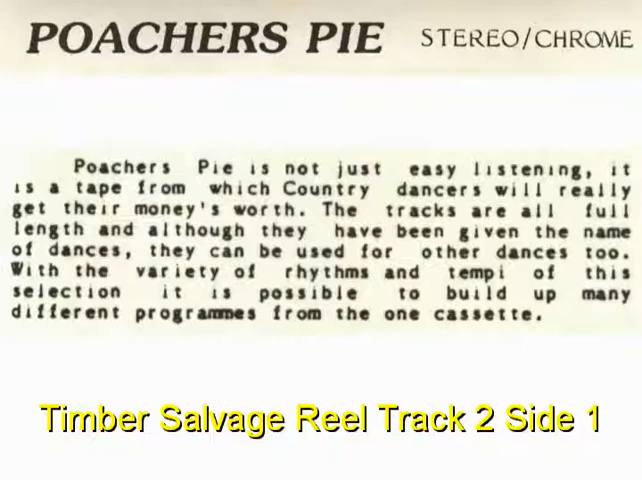 POACHERS PIE STEREO/CHROME
Poachers Pie is not just easy listening, it
is a tape from which Country dancers will really
get their money's worth. The tracks are all full
length and although they have been given the name
of dances, they can be used for other dances too.
With the variety of rhythms and tempi of this
selection it is possible to build up many
different programmes from the one cassette.
Timber Salvage Reel Track 2 Side 1